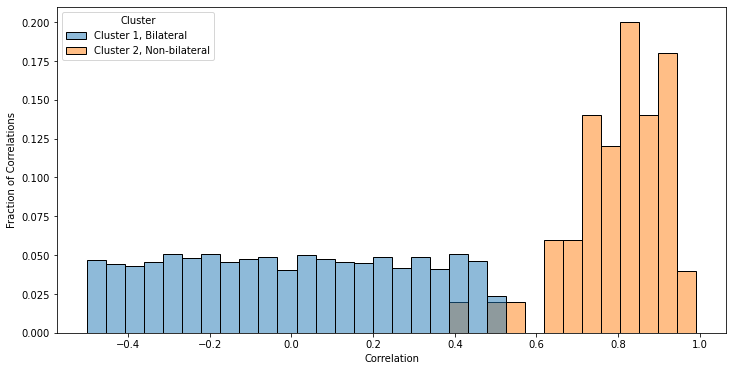 Cluster
Cluster 1, Bilateral
Cluster 2, Non-bilateral
Fraction of Correlations
0.200
0.175
0.150
0.125
0.100
0.075
0.050
0.025
0.000
−0.4 −0.2 0.0 0.2 0.4 0.6 0.8 1.0
Correlation